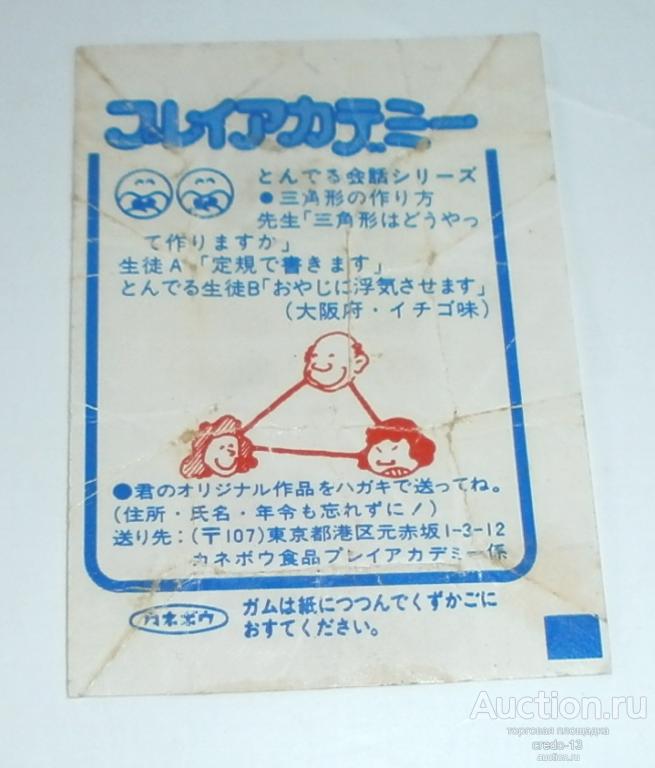 プレイアカデミー
とんでる会話シリーズ
●三角形の作り方
先生「三角形はどうやっ
て作りますか」
生徒A「定規で書きます」
とんでる生徒B「おやじに浮気させます」
(大阪府・イチゴ味)
●君のオリジナル作品をハガキで送ってね。
(住所・氏名・年令も忘れずに!)
送り先:(〒107)東京都港区元赤坂1-3-12
カネボウ食品プレイアカデミー係
カネボウ
ガムは紙につつんでくずかごに
おすてください。
Auction.ru
торговая площадка
credo-13
auction.ru